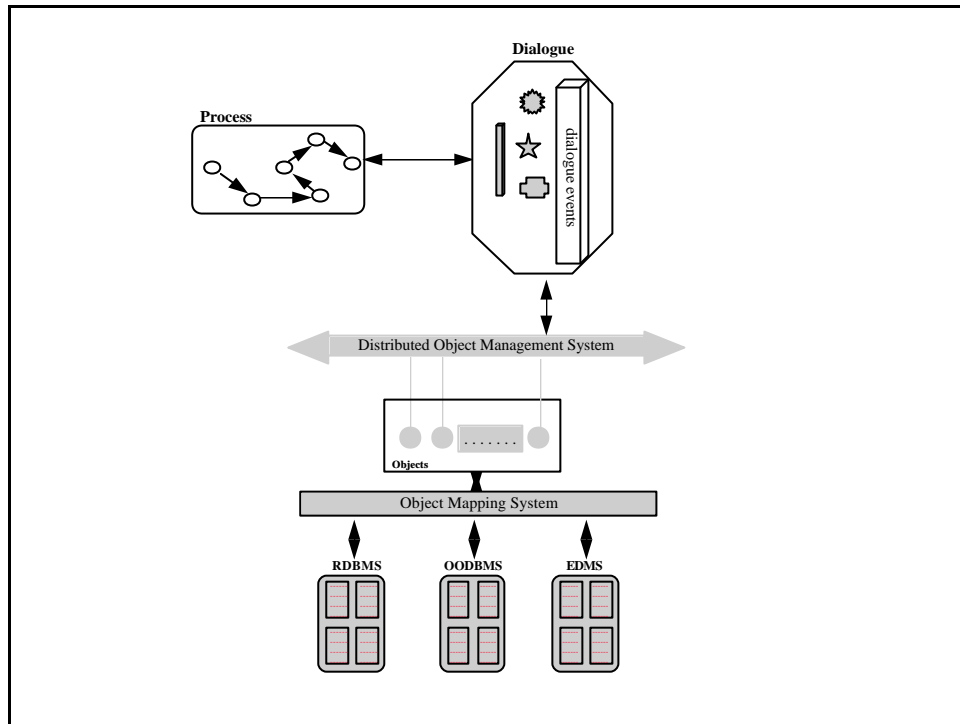 Dialogue
Process
dialogue events
Distributed Object Management System
. . . . . . .
Objects
Object Mapping System
RDBMS OODBMS EDMS